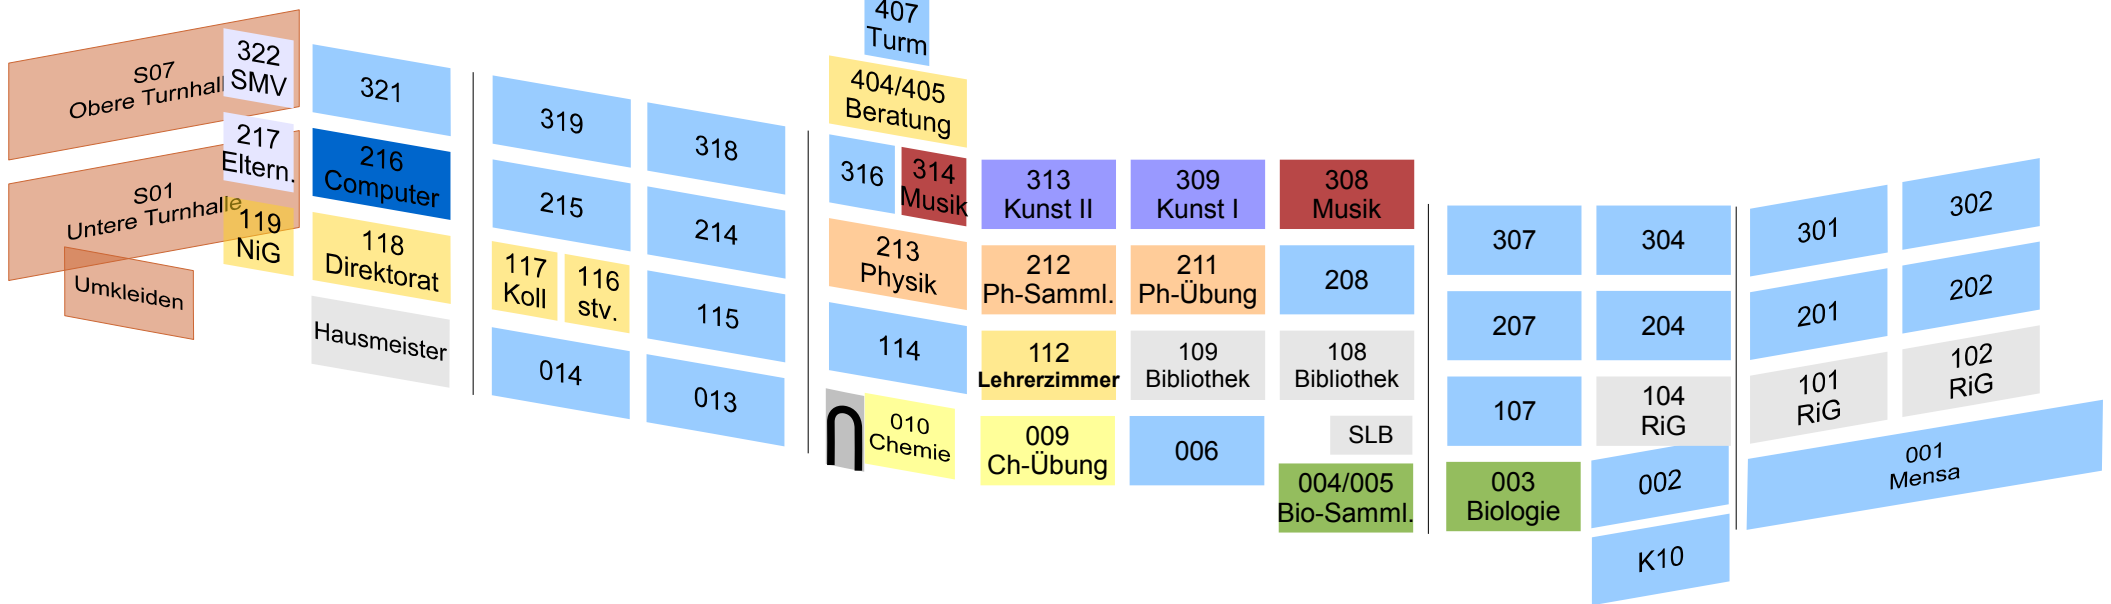 407
Turm
404/405
Beratung
S07
Obere Turnhall
322
SMV
321
319
318
316
314
Musik
313
Kunst II
309
Kunst I
308
Musik
307
304
301
302
S01
Untere Turnhalle
217
Eltern.
216
Computer
215
214
213
Physik
212
Ph-Samml.
211
Ph-Übung
208
207
204
201
202
119
NiG
118
Direktorat
117
Koll
116
stv.
115
114
112
Lehrerzimmer
109
Bibliothek
108
Bibliothek
107
104
RiG
101
RiG
102
RiG
Umkleiden
Hausmeister
014
013
010
Chemie
009
Ch-Übung
006
SLB
004/005
Bio-Samml.
003
Biologie
002
001
Mensa
K10